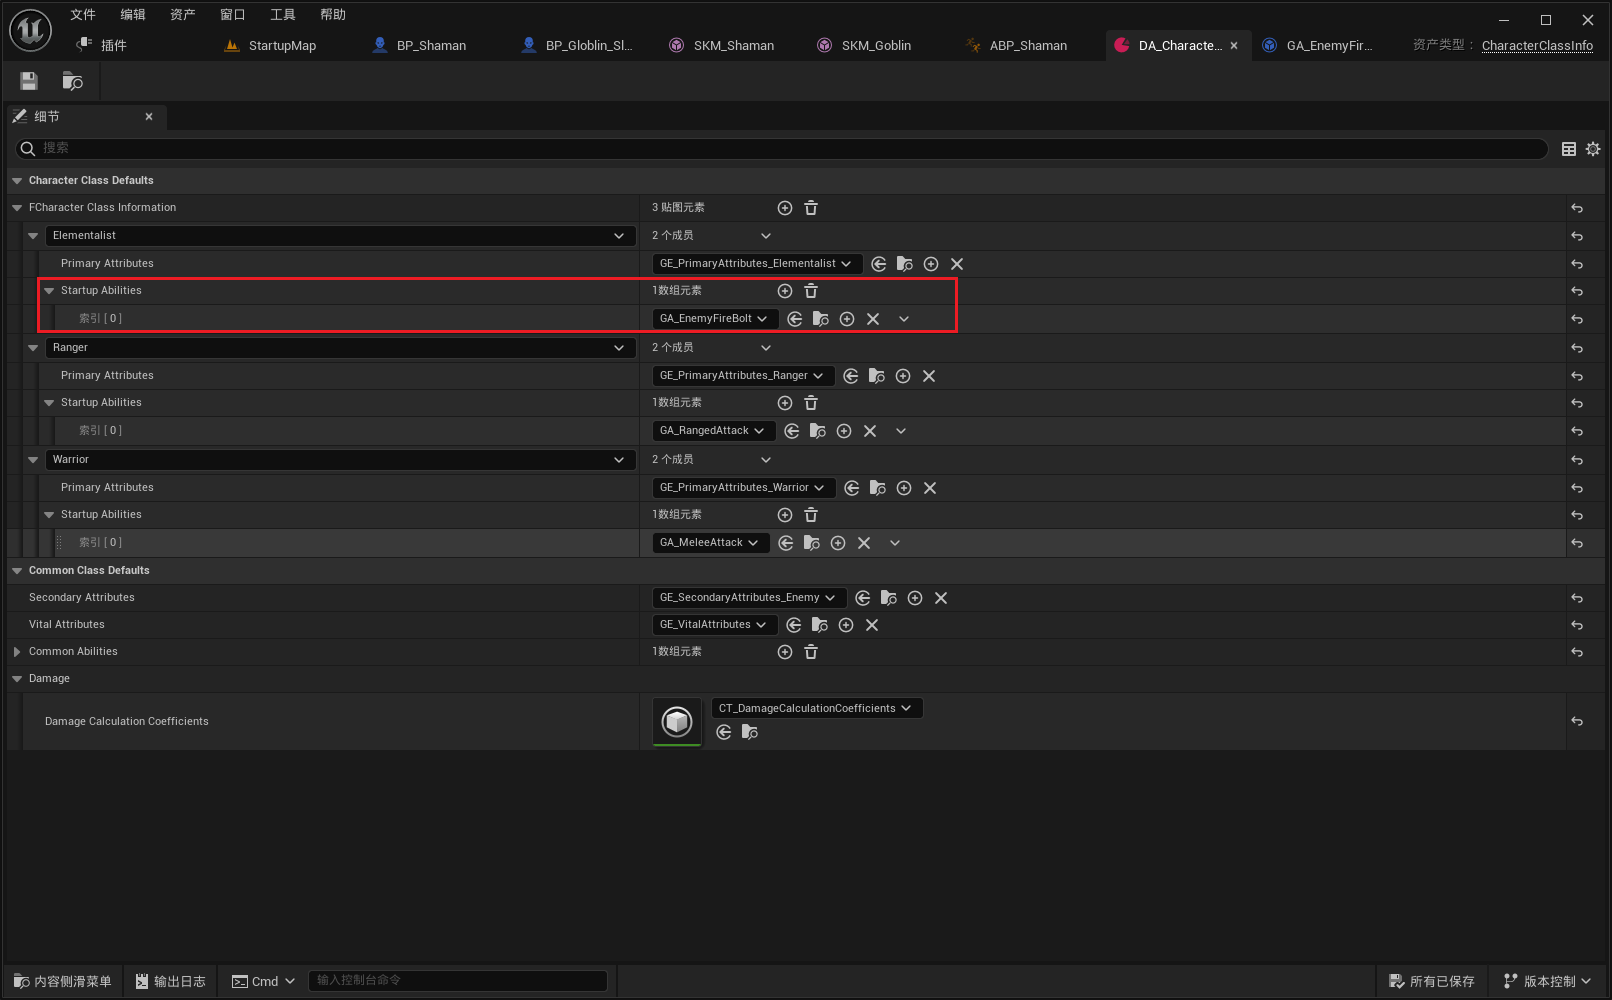 文件 编辑 资产 窗口 工具 帮助
插件 StartupMap BP_Shaman BP_Globlin_Sl... SKM_Shaman SKM_Goblin ABP_Shaman DA_Characte... GA_EnemyFir... 资产类型： CharacterClassInfo
细节
搜索
Character Class Defaults
FCharacter Class Information 3 贴图元素
Elementalist 2 个成员
Primary Attributes GE_PrimaryAttributes_Elementalist
Startup Abilities 1数组元素
索引 [ 0 ] GA_EnemyFireBolt
Ranger 2 个成员
Primary Attributes GE_PrimaryAttributes_Ranger
Startup Abilities 1数组元素
索引 [ 0 ] GA_RangedAttack
Warrior 2 个成员
Primary Attributes GE_PrimaryAttributes_Warrior
Startup Abilities 1数组元素
索引 [ 0 ] GA_MeleeAttack
Common Class Defaults
Secondary Attributes GE_SecondaryAttributes_Enemy
Vital Attributes GE_VitalAttributes
Common Abilities 1数组元素
Damage
Damage Calculation Coefficients CT_DamageCalculationCoefficients
内容侧滑菜单 输出日志 Cmd 输入控制台命令 所有已保存 版本控制